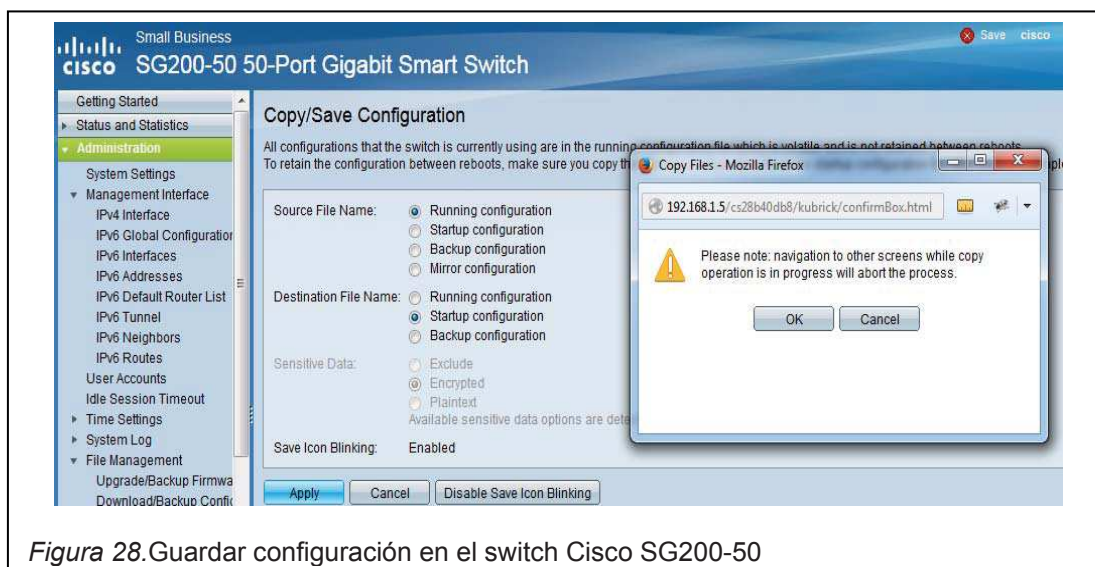 Small Business
cisco SG200-50 50-Port Gigabit Smart Switch
Save cisco
Getting Started
Status and Statistics
Administration
System Settings
Management Interface
IPv4 Interface
IPv6 Global Configuration
IPv6 Interfaces
IPv6 Addresses
IPv6 Default Router List
IPv6 Tunnel
IPv6 Neighbors
IPv6 Routes
User Accounts
Idle Session Timeout
Time Settings
System Log
File Management
Upgrade/Backup Firmwa
Download/Backup Config
Copy/Save Configuration
All configurations that the switch is currently using are in the running configuration file which is volatile and is not retained between reboots.
To retain the configuration between reboots, make sure you copy th
Source File Name: Running configuration
Startup configuration
Backup configuration
Mirror configuration
Destination File Name: Running configuration
Startup configuration
Backup configuration
Sensitive Data: Exclude
Encrypted
Plaintext
Available sensitive data options are dete
Save Icon Blinking: Enabled
Apply Cancel Disable Save Icon Blinking
Copy Files - Mozilla Firefox
192.168.1.5/cs28b40db8/kubrick/confirmBox.html
Please note: navigation to other screens while copy
operation is in progress will abort the process.
OK Cancel
Figura 28.Guardar configuración en el switch Cisco SG200-50